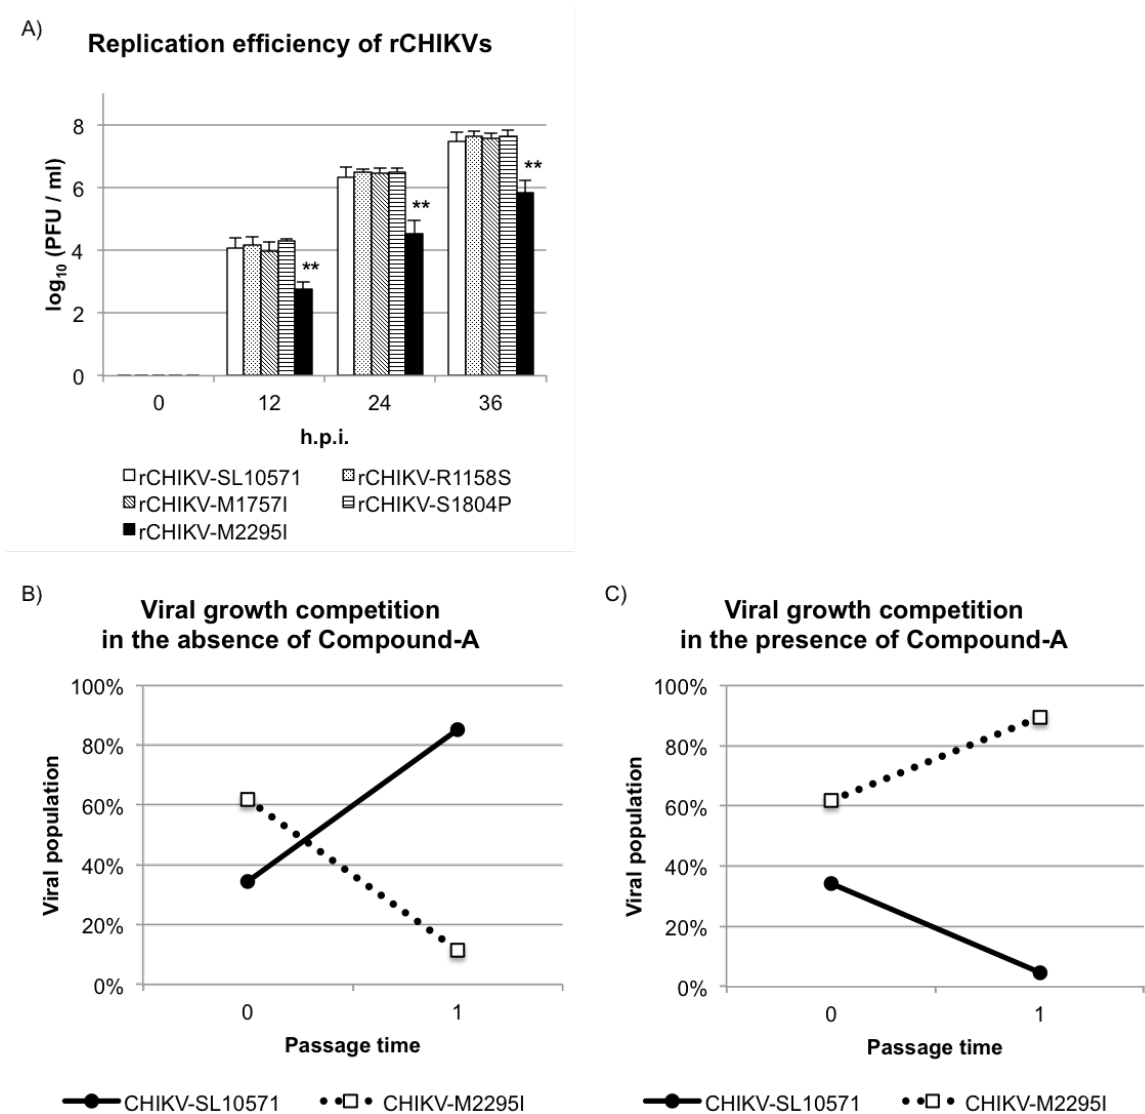 A)
Replication efficiency of rCHIKVs
8
6
4
2
0
log10 (PFU / ml)
**
**
**
0 12 24 36
h.p.i.
rCHIKV-SL10571 rCHIKV-R1158S
rCHIKV-M1757I rCHIKV-S1804P
rCHIKV-M2295I
B)
Viral growth competition
in the absence of Compound-A
100%
80%
60%
40%
20%
0%
Viral population
0 1
Passage time
CHIKV-SL10571 CHIKV-M2295I
C)
Viral growth competition
in the presence of Compound-A
100%
80%
60%
40%
20%
0%
Viral population
0 1
Passage time
CHIKV-SL10571 CHIKV-M2295I